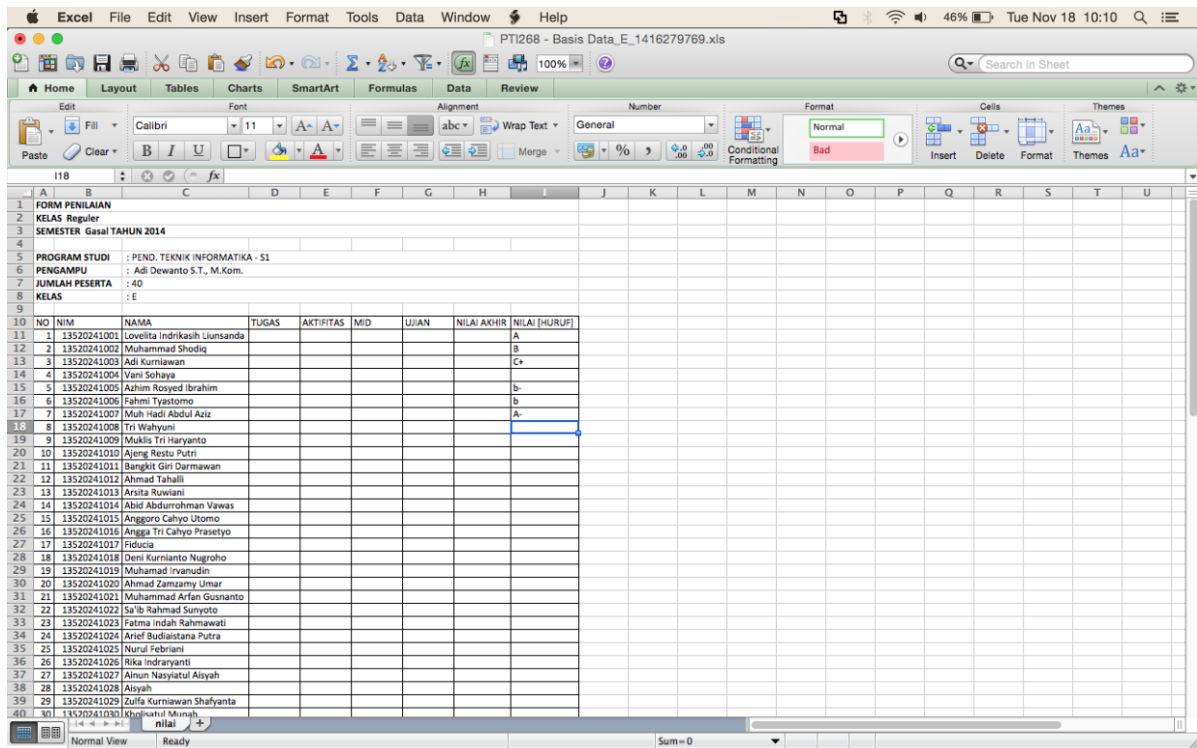 Excel File Edit View Insert Format Tools Data Window Help 46% Tue Nov 18 10:10
PTI268 - Basis Data_E_1416279769.xls
100% Search in Sheet
Home Layout Tables Charts SmartArt Formulas Data Review
Edit Font Alignment Number Format Cells Themes
Fill Calibri 11 A A abc Wrap Text General Normal
Paste Clear B I U A Merge % , .0 .00 .00 .0 Conditional Formatting Bad Insert Delete Format Themes Aa
I18 fx
A B C D E F G H I J K L M N O P Q R S T U
1 FORM PENILAIAN
2 KELAS Reguler
3 SEMESTER Gasal TAHUN 2014
4
5 PROGRAM STUDI : PEND. TEKNIK INFORMATIKA - S1
6 PENGAMPU : Adi Dewanto S.T., M.Kom.
7 JUMLAH PESERTA : 40
8 KELAS : E
9
10 NO NIM NAMA TUGAS AKTIFITAS MID UJIAN NILAI AKHIR NILAI [HURUF]
11 1 13520241001 Lovelita Indrikasih Liunsanda A
12 2 13520241002 Muhammad Shodiq B
13 3 13520241003 Adi Kurniawan C+
14 4 13520241004 Vani Sohaya
15 5 13520241005 Azhim Rosyed Ibrahim b-
16 6 13520241006 Fahmi Tyastomo b
17 7 13520241007 Muh Hadi Abdul Aziz A-
18 8 13520241008 Tri Wahyuni
19 9 13520241009 Muklis Tri Haryanto
20 10 13520241010 Ajeng Restu Putri
21 11 13520241011 Bangkit Giri Darmawan
22 12 13520241012 Ahmad Tahalli
23 13 13520241013 Arsita Ruwiani
24 14 13520241014 Abid Abdurrohman Vawas
25 15 13520241015 Anggoro Cahyo Utomo
26 16 13520241016 Angga Tri Cahyo Prasetyo
27 17 13520241017 Fiducia
28 18 13520241018 Deni Kurnianto Nugroho
29 19 13520241019 Muhamad Irvanudin
30 20 13520241020 Ahmad Zamzamy Umar
31 21 13520241021 Muhammad Arfan Gusnanto
32 22 13520241022 Sa'ib Rahmad Sunyoto
33 23 13520241023 Fatma Indah Rahmawati
34 24 13520241024 Arief Budiaistana Putra
35 25 13520241025 Nurul Febriani
36 26 13520241026 Rika Indraryanti
37 27 13520241027 Ainun Nasyiatul Aisyah
38 28 13520241028 Aisyah
39 29 13520241029 Zulfa Kurniawan Shafyanta
40 30 13520241030 Kholisatul Munah
nilai +
Normal View Ready Sum=0